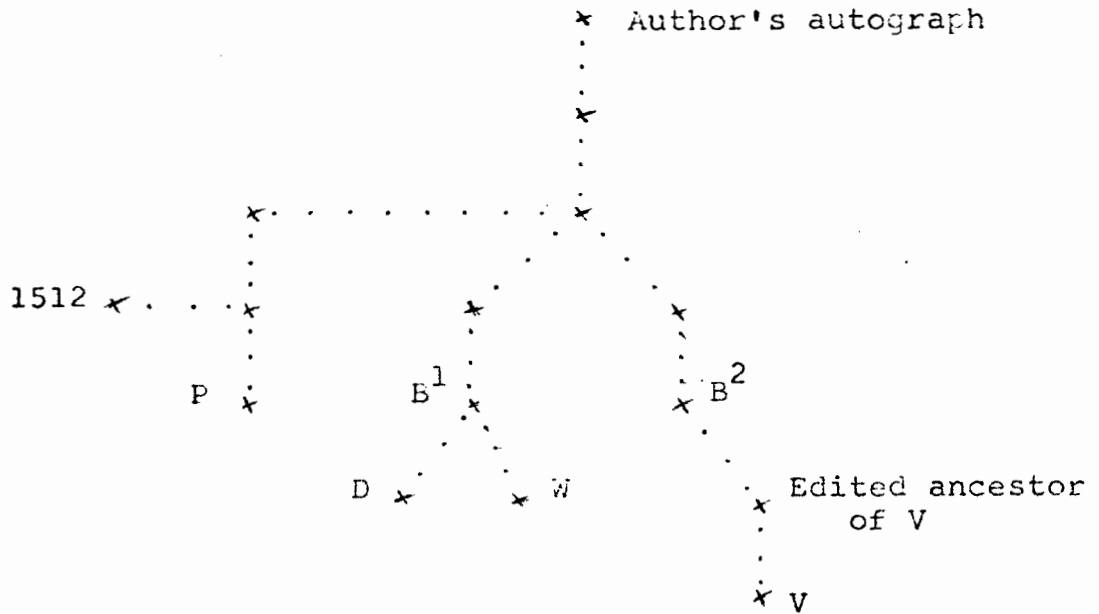 Author's autograph
1512
P
B¹
B²
D
W
Edited ancestor
of V
V